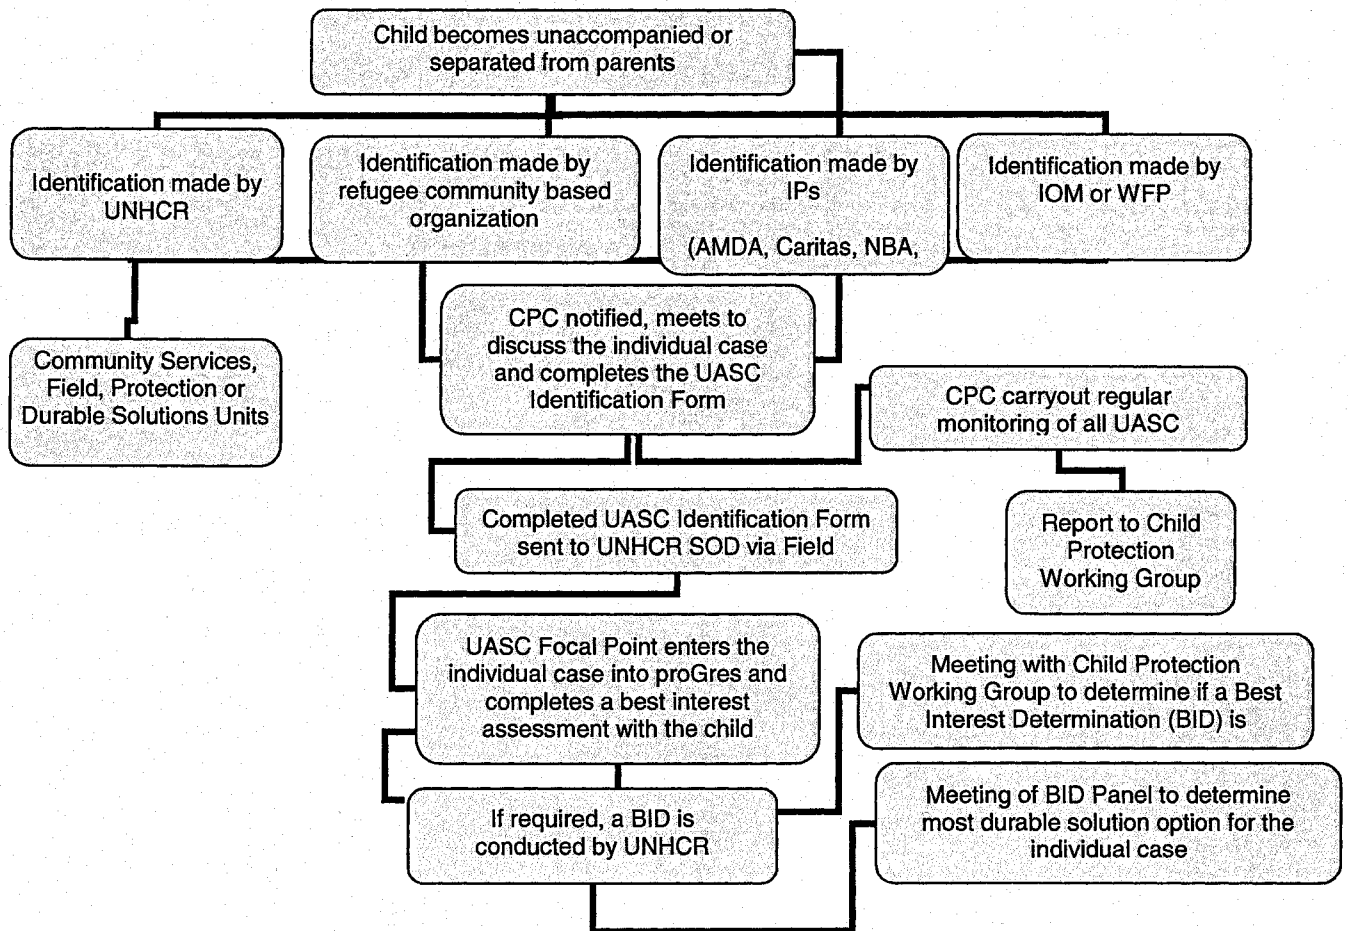 Child becomes unaccompanied or
separated from parents
Identification made by
UNHCR
Identification made by
refugee community based
organization
Identification made by
IPs
(AMDA, Caritas, NBA,
Identification made by
IOM or WFP
Community Services,
Field, Protection or
Durable Solutions Units
CPC notified, meets to
discuss the individual case
and completes the UASC
Identification Form
CPC carryout regular
monitoring of all UASC
Completed UASC Identification Form
sent to UNHCR SOD via Field
Report to Child
Protection
Working Group
UASC Focal Point enters the
individual case into proGres and
completes a best interest
assessment with the child
Meeting with Child Protection
Working Group to determine if a Best
Interest Determination (BID) is
If required, a BID is
conducted by UNHCR
Meeting of BID Panel to determine
most durable solution option for the
individual case